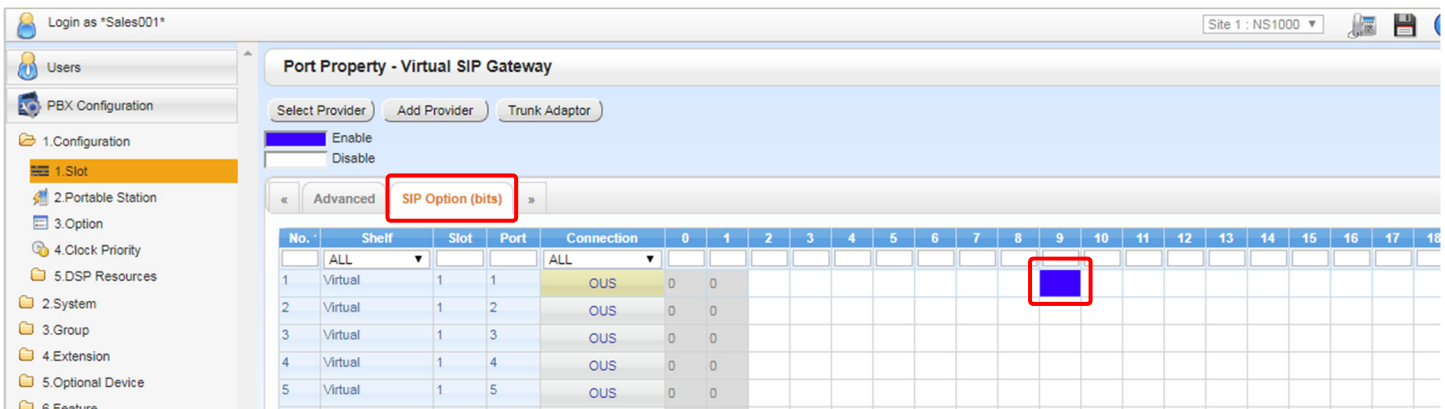 Login as *Sales001*
Site 1 : NS1000 ▼
Users
PBX Configuration
1.Configuration
1.Slot
2.Portable Station
3.Option
4.Clock Priority
5.DSP Resources
2.System
3.Group
4.Extension
5.Optional Device
6.Feature
Port Property - Virtual SIP Gateway
Select Provider
Add Provider
Trunk Adaptor
Enable
Disable
« Advanced SIP Option (bits) »
No. Shelf Slot Port Connection 0 1 2 3 4 5 6 7 8 9 10 11 12 13 14 15 16 17 18
ALL ▼ ALL ▼
1 Virtual 1 1 OUS 0 0
2 Virtual 1 2 OUS 0 0
3 Virtual 1 3 OUS 0 0
4 Virtual 1 4 OUS 0 0
5 Virtual 1 5 OUS 0 0